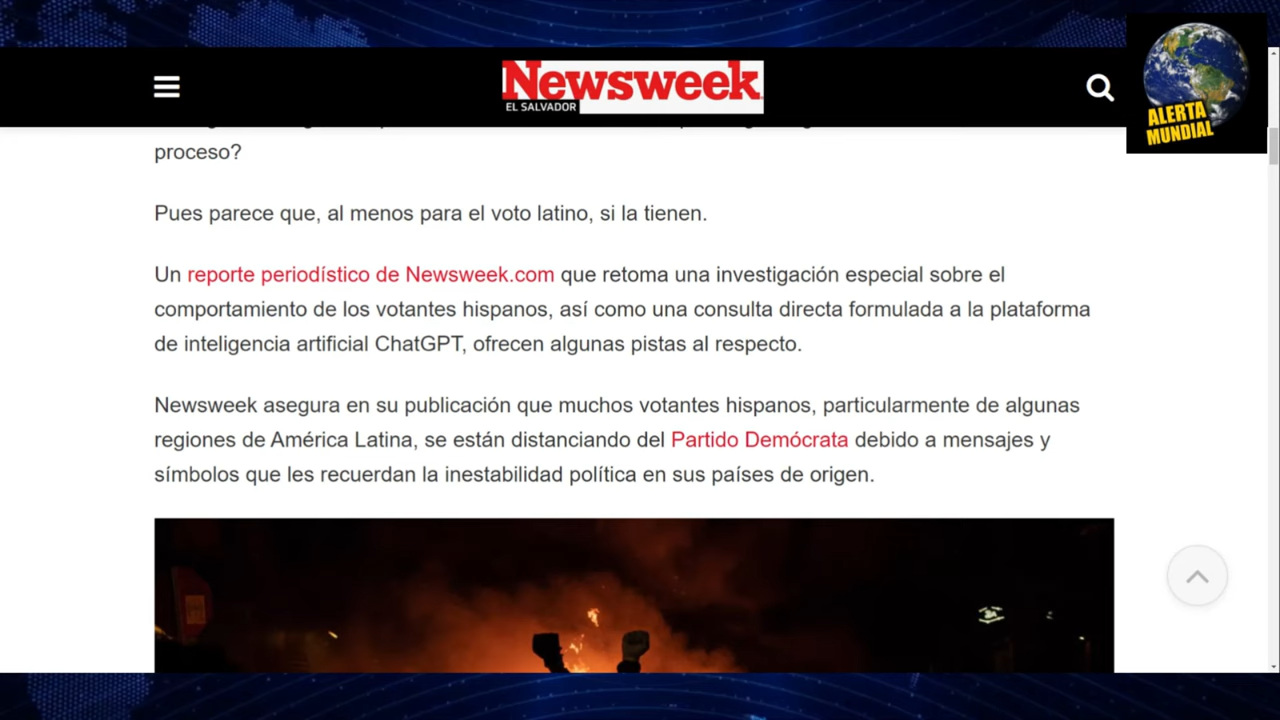 Newsweek
EL SALVADOR
ALERTA
MUNDIAL
proceso?
Pues parece que, al menos para el voto latino, si la tienen.
Un reporte periodístico de Newsweek.com que retoma una investigación especial sobre el
comportamiento de los votantes hispanos, así como una consulta directa formulada a la plataforma
de inteligencia artificial ChatGPT, ofrecen algunas pistas al respecto.
Newsweek asegura en su publicación que muchos votantes hispanos, particularmente de algunas
regiones de América Latina, se están distanciando del Partido Demócrata debido a mensajes y
símbolos que les recuerdan la inestabilidad política en sus países de origen.